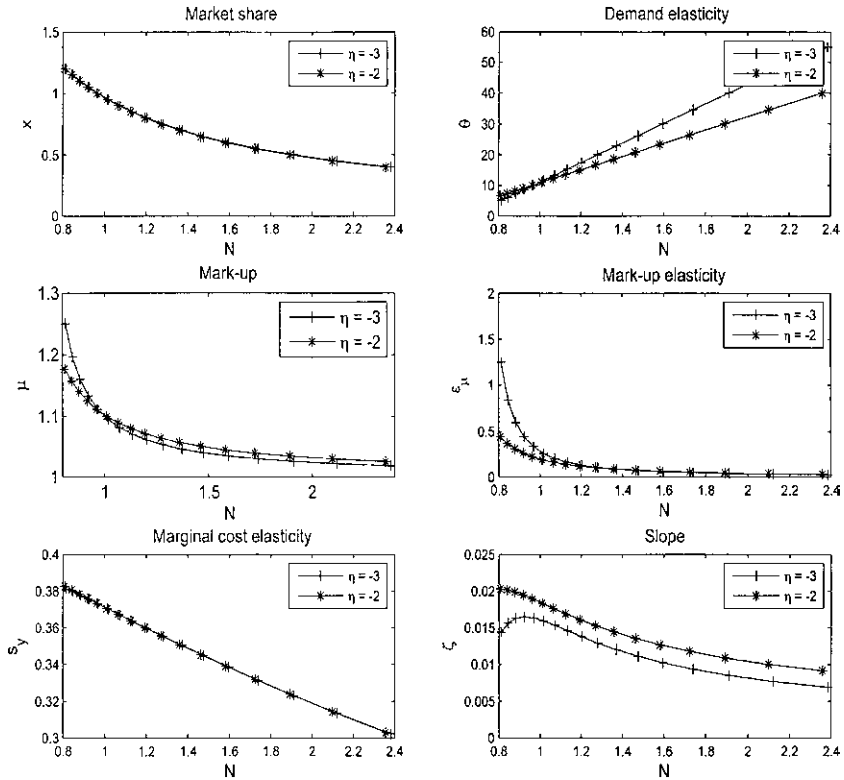 Market share
1.5
1
0.5
0
x
0.8 1 1.2 1.4 1.6 1.8 2 2.2 2.4
N
η = -3
η = -2
Demand elasticity
60
50
40
30
20
10
0
θ
0.8 1 1.2 1.4 1.6 1.8 2 2.2 2.4
N
η = -3
η = -2
Mark-up
1.3
1.2
1.1
1
μ
1 1.5 2
N
η = -3
η = -2
Mark-up elasticity
2
1.5
1
0.5
0
εμ
0.8 1 1.2 1.4 1.6 1.8 2 2.2 2.4
N
η = -3
η = -2
Marginal cost elasticity
0.4
0.38
0.36
0.34
0.32
0.3
sy
0.8 1 1.2 1.4 1.6 1.8 2 2.2 2.4
N
η = -3
η = -2
Slope
0.025
0.02
0.015
0.01
0.005
0
ζ
0.8 1 1.2 1.4 1.6 1.8 2 2.2 2.4
N
η = -3
η = -2